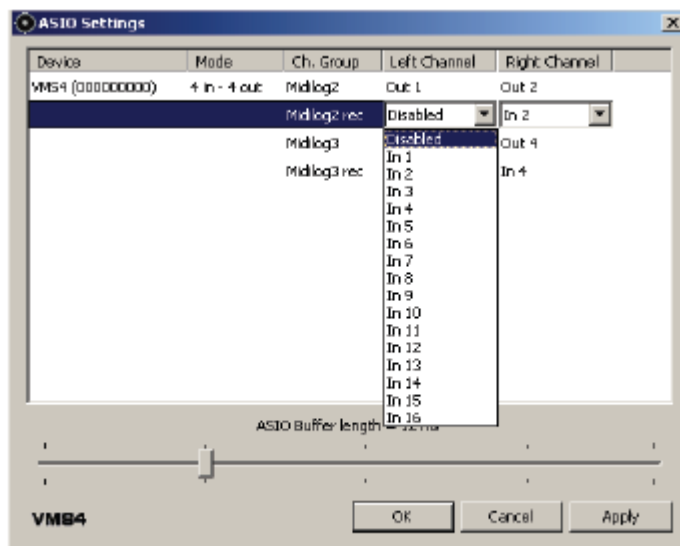 ASIO Settings
Device Mode Ch. Group Left Channel Right Channel
VMS4 (000000000) 4 in - 4 out Midilog2 Out 1 Out 2
Midilog2 rec Disabled In 2
Midilog3 Disabled Out 4
Midilog3 rec In 1 In 4
In 2
In 3
In 4
In 5
In 6
In 7
In 8
In 9
In 10
In 11
In 12
In 13
In 14
In 15
In 16
ASIO Buffer length
VMS4 OK Cancel Apply